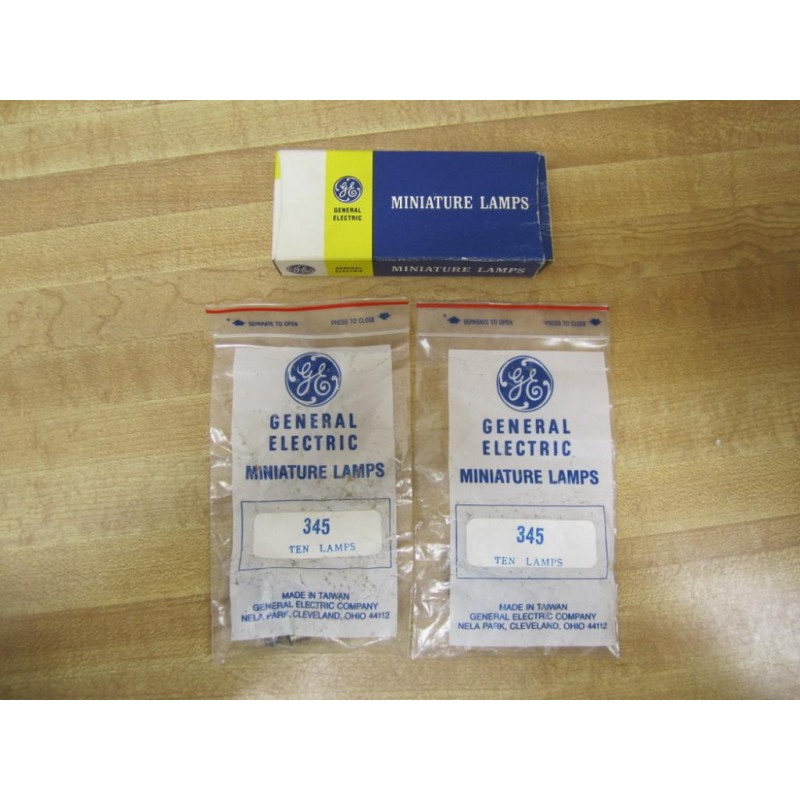 GE
GENERAL
ELECTRIC
MINIATURE LAMPS
GE
GENERAL
ELECTRIC
MINIATURE LAMPS
SEPARATE TO OPEN PRESS TO CLOSE
GE
GENERAL
ELECTRIC
MINIATURE LAMPS
345
TEN LAMPS
MADE IN TAIWAN
GENERAL ELECTRIC COMPANY
NELA PARK, CLEVELAND, OHIO 44112
SEPARATE TO OPEN PRESS TO CLOSE
GE
GENERAL
ELECTRIC
MINIATURE LAMPS
345
TEN LAMPS
MADE IN TAIWAN
GENERAL ELECTRIC COMPANY
NELA PARK, CLEVELAND, OHIO 44112